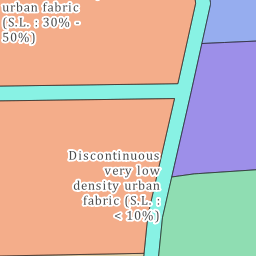 urban fabric
(S.L. : 30% -
50%)
Discontinuous
very low
density urban
fabric (S.L. :
< 10%)